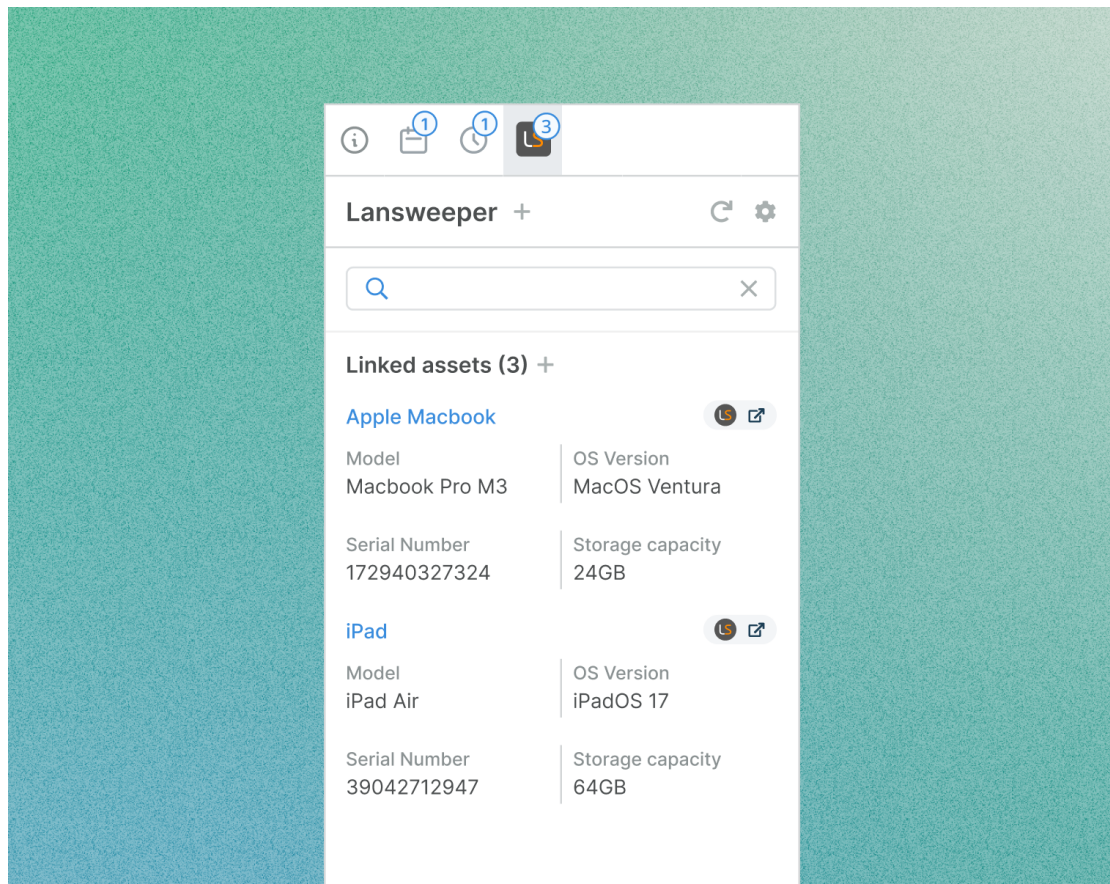 1 1 LS 3
Lansweeper
Linked assets (3)
Apple Macbook LS
Model OS Version
Macbook Pro M3 MacOS Ventura
Serial Number Storage capacity
172940327324 24GB
iPad LS
Model OS Version
iPad Air iPadOS 17
Serial Number Storage capacity
39042712947 64GB